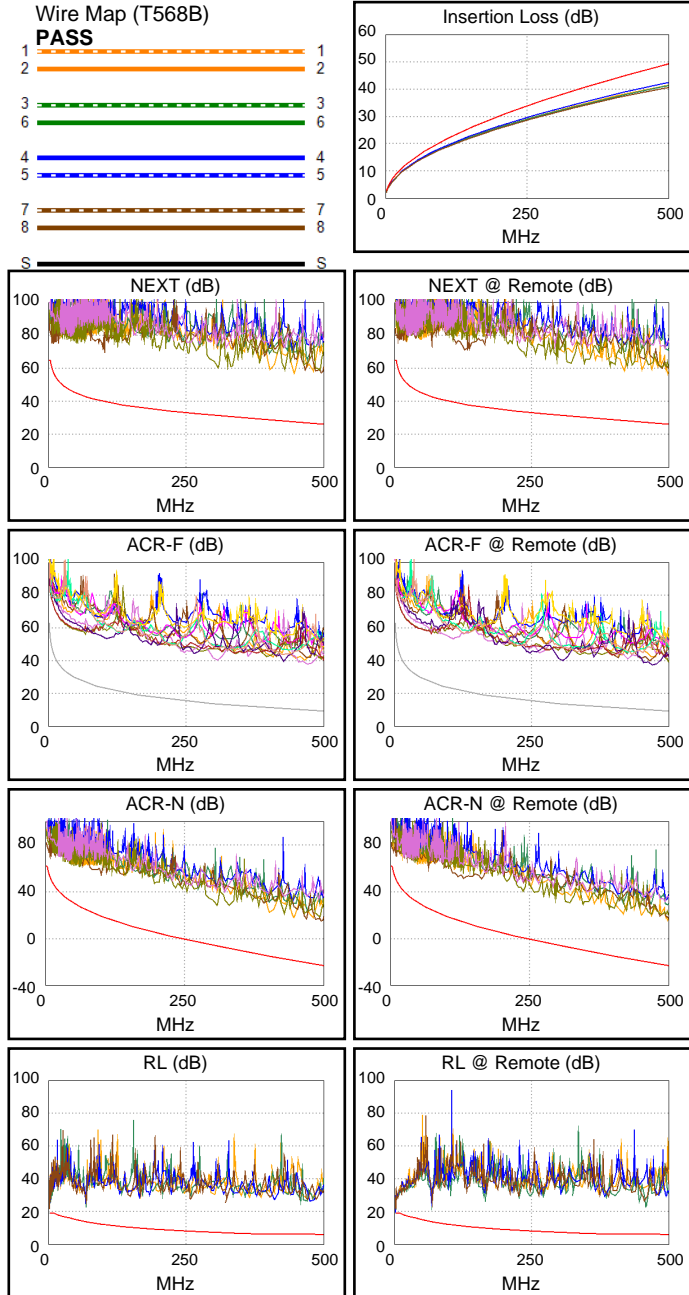 Wire Map (T568B)
PASS
1 1
2 2
3 3
6 6
4 4
5 5
7 7
8 8
S S
Insertion Loss (dB)
60
50
40
30
20
10
0
0 250 500
MHz
NEXT (dB)
100
80
60
40
20
0
0 250 500
MHz
NEXT @ Remote (dB)
100
80
60
40
20
0
0 250 500
MHz
ACR-F (dB)
100
80
60
40
20
0
0 250 500
MHz
ACR-F @ Remote (dB)
100
80
60
40
20
0
0 250 500
MHz
ACR-N (dB)
80
40
0
-40
0 250 500
MHz
ACR-N @ Remote (dB)
80
40
0
-40
0 250 500
MHz
RL (dB)
100
80
60
40
20
0
0 250 500
MHz
RL @ Remote (dB)
100
80
60
40
20
0
0 250 500
MHz